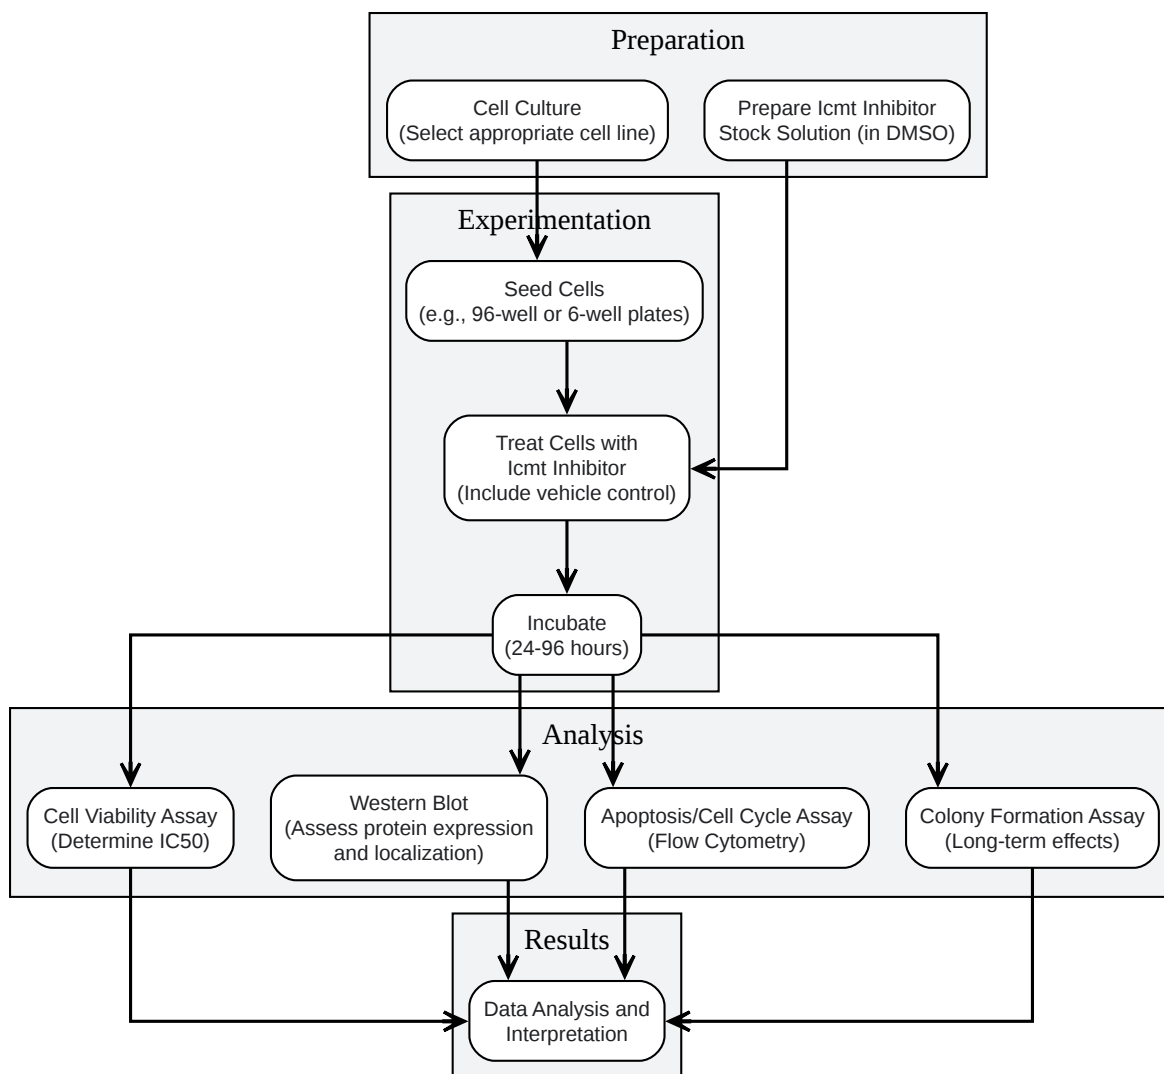 Preparation
Cell Culture
(Select appropriate cell line)
Prepare Icmt Inhibitor
Stock Solution (in DMSO)
Experimentation
Seed Cells
(e.g., 96-well or 6-well plates)
Treat Cells with
Icmt Inhibitor
(Include vehicle control)
Incubate
(24-96 hours)
Analysis
Cell Viability Assay
(Determine IC50)
Western Blot
(Assess protein expression
and localization)
Apoptosis/Cell Cycle Assay
(Flow Cytometry)
Colony Formation Assay
(Long-term effects)
Results
Data Analysis and
Interpretation